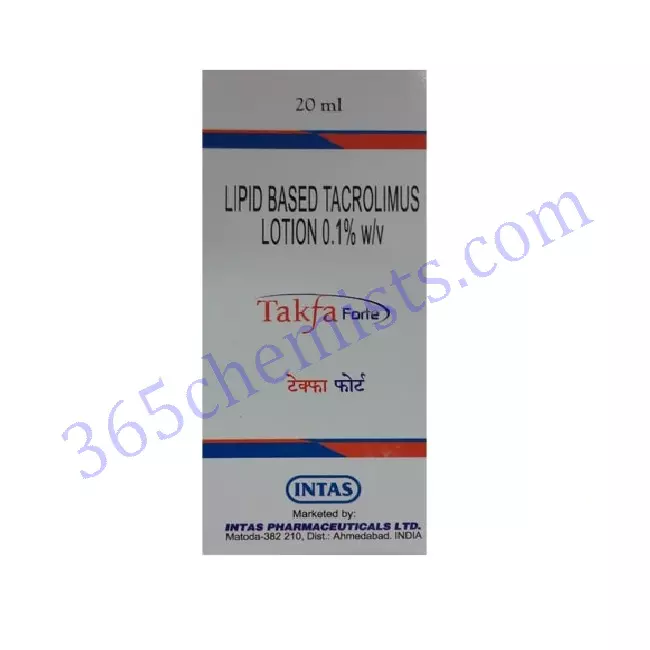 20 ml
LIPID BASED TACROLIMUS
LOTION 0.1% w/v
Takfa Forte
टेक्फा फोर्ट
365chemists.com
INTAS
Marketed by:
INTAS PHARMACEUTICALS LTD.
Matoda-382 210, Dist.: Ahmedabad. INDIA